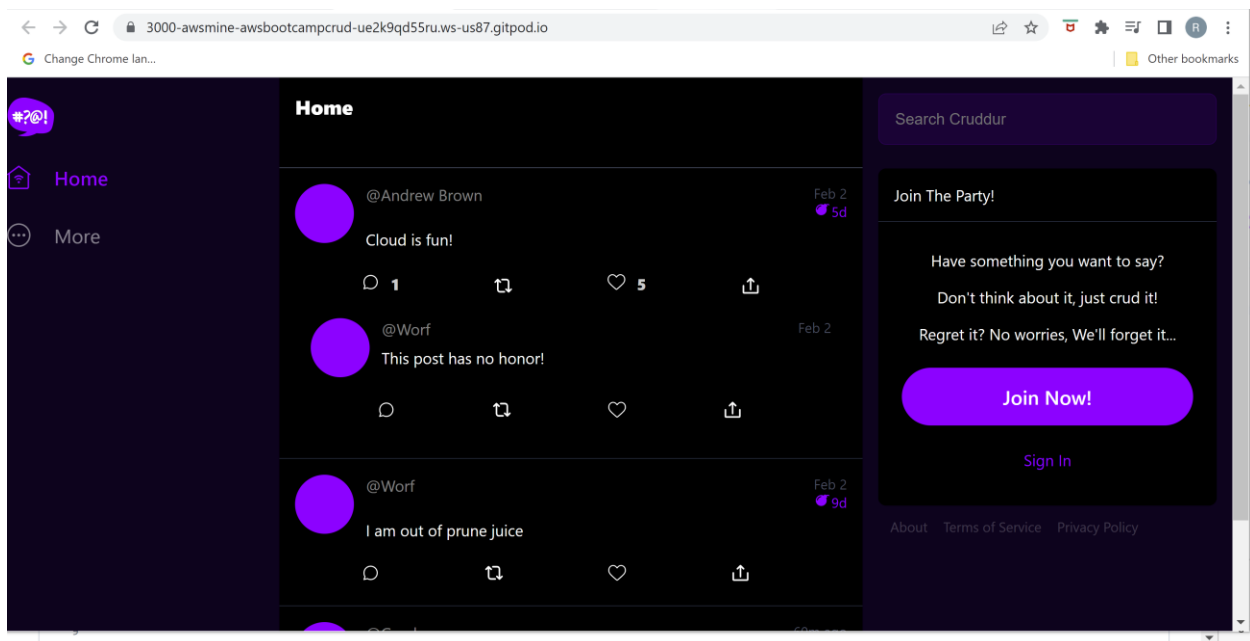 3000-awsmine-awsbootcampcrud-ue2k9qd55ru.ws-us87.gitpod.io
R
G Change Chrome lan...
Other bookmarks
#?@!
Home
More
Home
@Andrew Brown
Feb 2
5d
Cloud is fun!
1
5
@Worf
Feb 2
This post has no honor!
@Worf
Feb 2
9d
I am out of prune juice
Search Cruddur
Join The Party!
Have something you want to say?
Don't think about it, just crud it!
Regret it? No worries, We'll forget it...
Join Now!
Sign In
About Terms of Service Privacy Policy